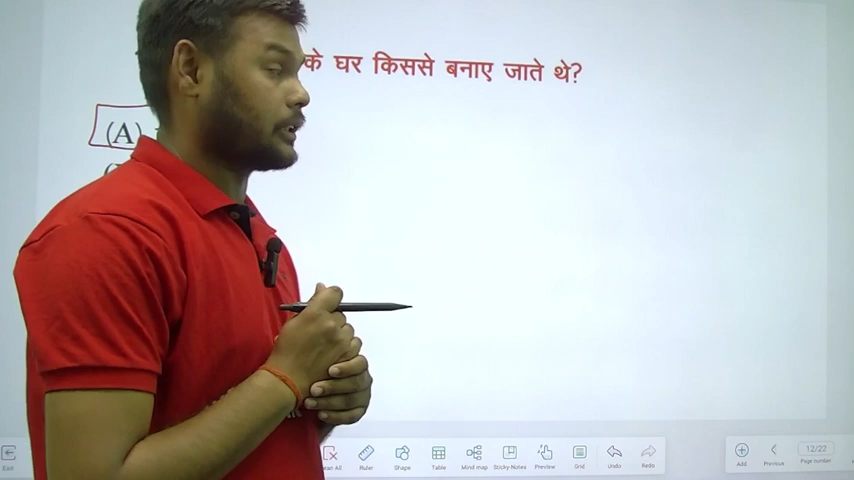 के घर किससे बनाए जाते थे?
(A)
Exit
Clean All
Ruler
Shape
Table
Mind map
Sticky Notes
Preview
Grid
Undo
Redo
Add
Previous
12/22
Page number